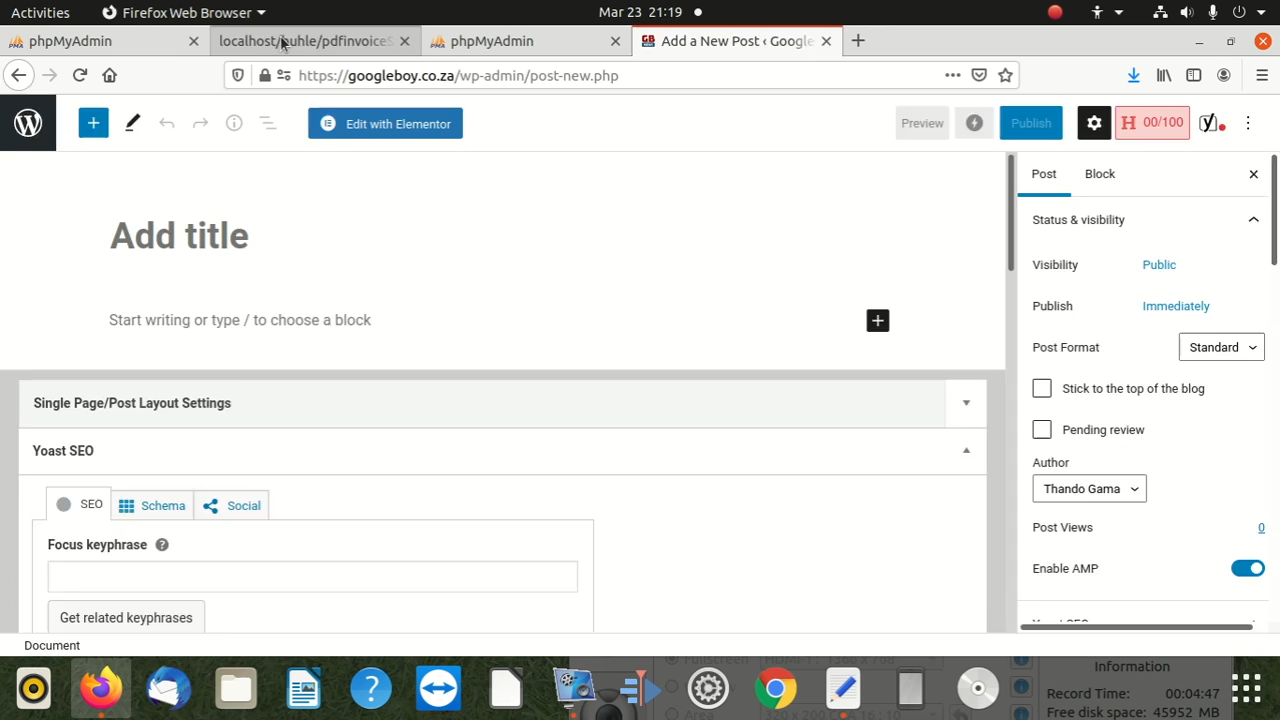 Activities
Firefox Web Browser
Mar 23 21:19
phpMyAdmin
phpMyAdmin
Add a New Post ‹ Google
https://googleboy.co.za/wp-admin/post-new.php
Edit with Elementor
Preview
Publish
H 00/100
Add title
Post
Block
Status & visibility
Visibility
Public
Start writing or type / to choose a block
Publish
Immediately
Post Format
Standard
Single Page/Post Layout Settings
Stick to the top of the blog
Yoast SEO
Pending review
Author
Thando Gama
SEO
Schema
Social
Post Views
0
Focus keyphrase
Enable AMP
Get related keyphrases
Document
Information
Record Time: 00:04:47
Free disk space: 45952 MB